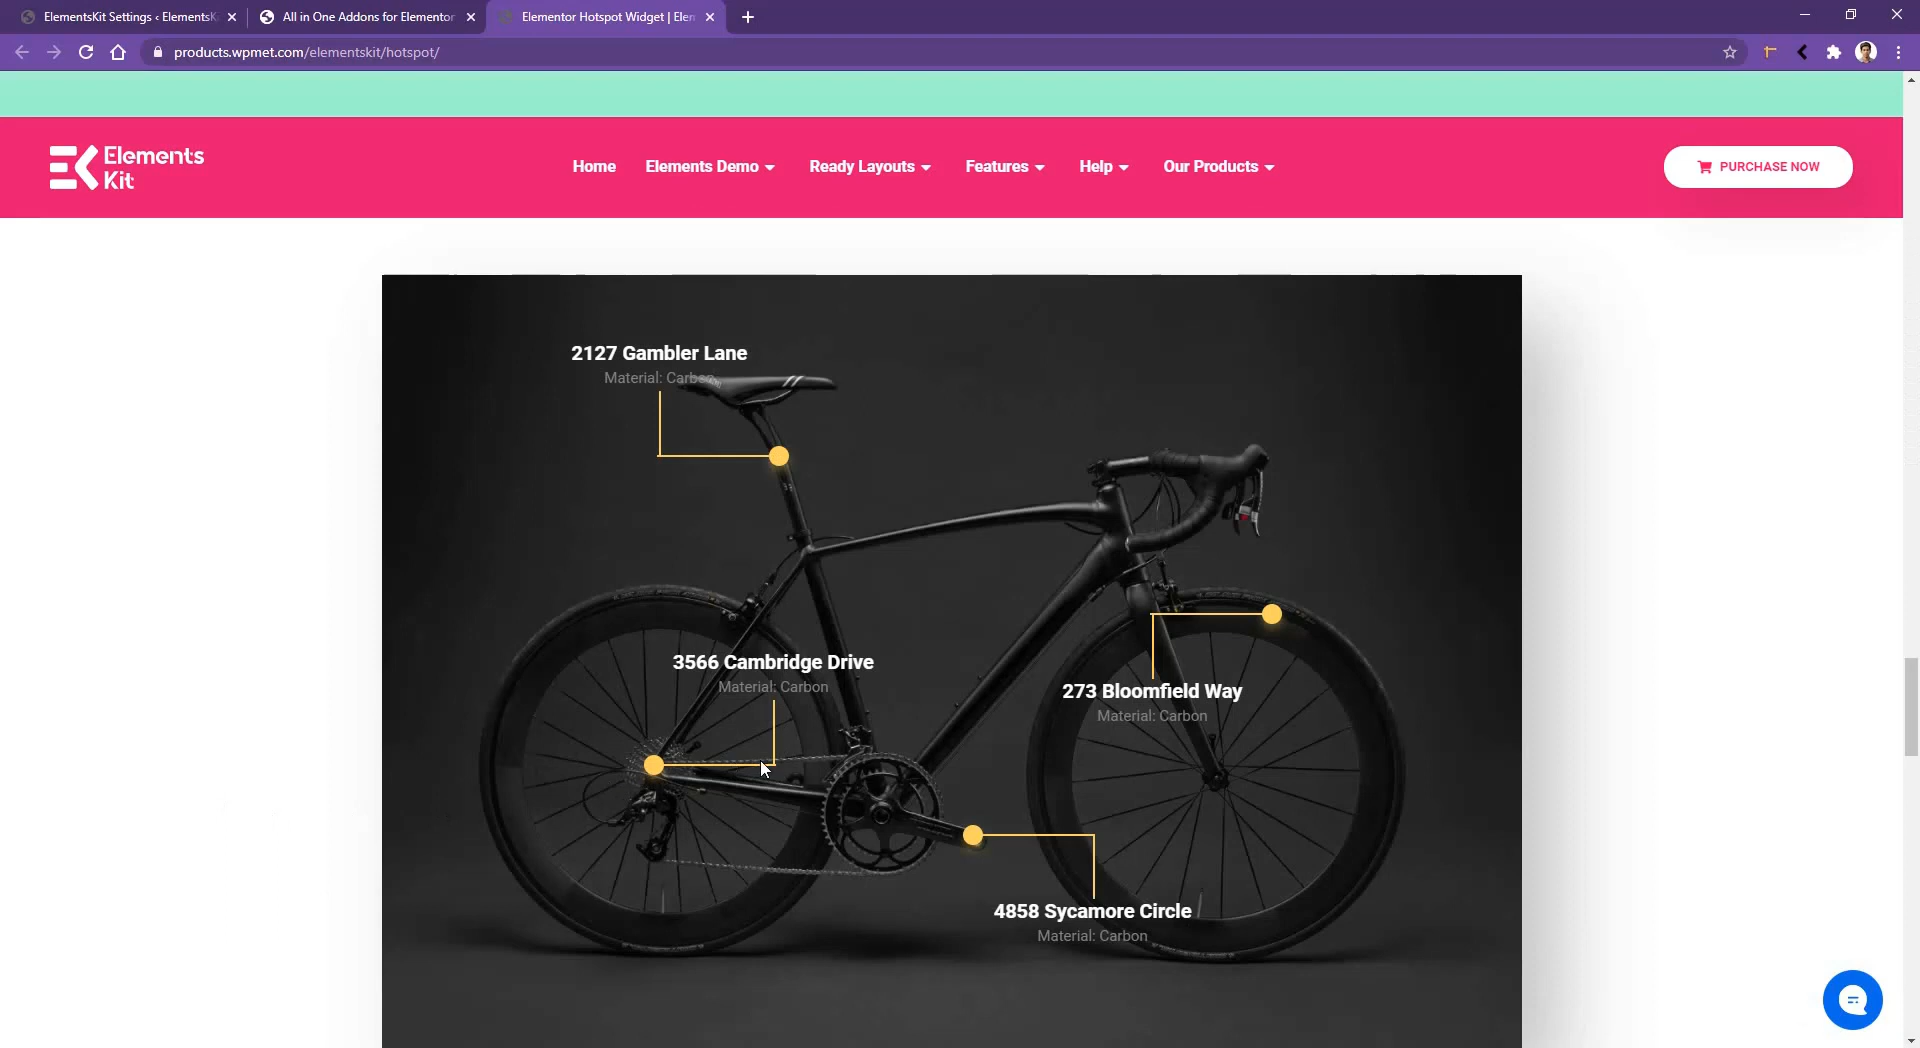 ElementsKit Settings ‹ ElementsK
All in One Addons for Elementor
Elementor Hotspot Widget | Elem
products.wpmet.com/elementskit/hotspot/
Elements
Kit
Home
Elements Demo
Ready Layouts
Features
Help
Our Products
PURCHASE NOW
2127 Gambler Lane
Material: Carbon
3566 Cambridge Drive
Material: Carbon
273 Bloomfield Way
Material: Carbon
4858 Sycamore Circle
Material: Carbon